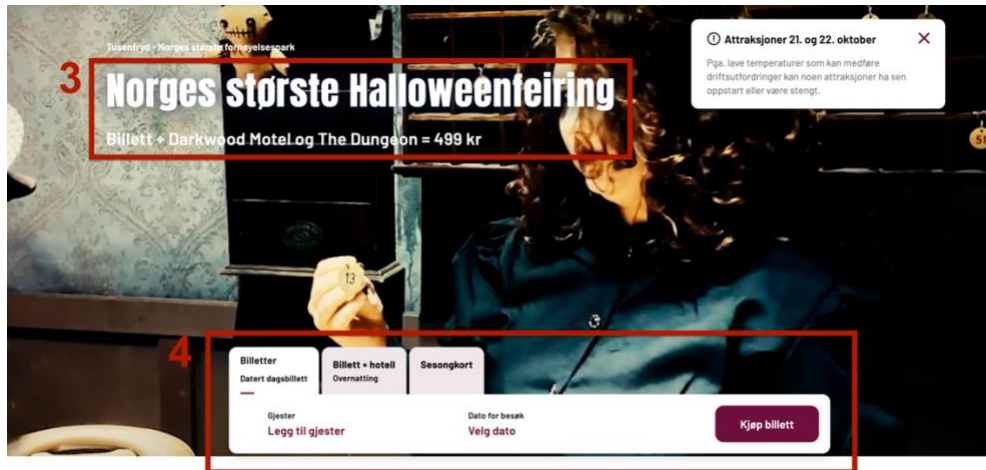 Tusenfryd - Norges største fornøyelsespark
3
Norges største Halloweenfeiring
Billett + Darkwood Motel og The Dungeon = 499 kr
Attraksjoner 21. og 22. oktober
Pga. lave temperaturer som kan medføre
driftsutfordringer kan noen attraksjoner ha sen
oppstart eller være stengt.
13
4
Billetter
Datert dagsbillett
Billett + hotell
Overnatting
Sesongkort
Gjester
Legg til gjester
Dato for besøk
Velg dato
Kjøp billett